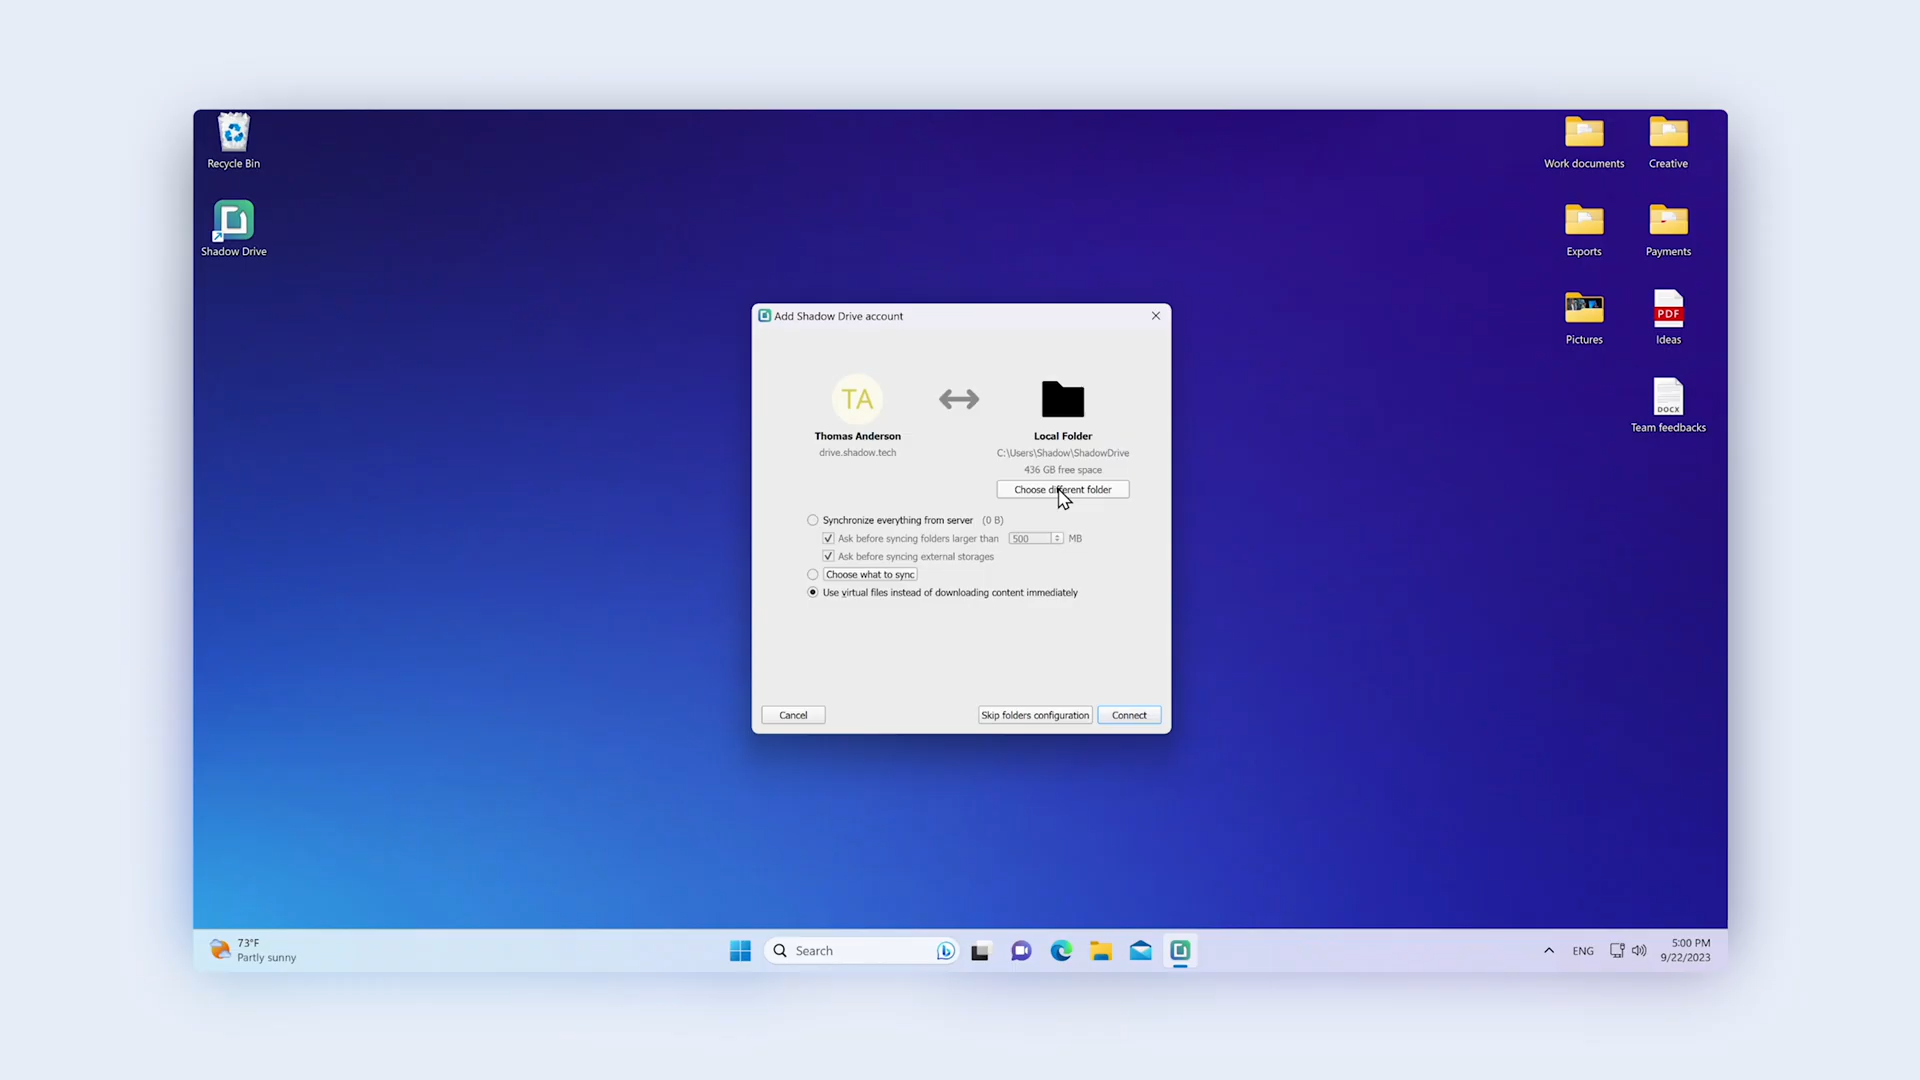 Recycle Bin
Shadow Drive
Work documents
Creative
Exports
Payments
Pictures
PDF
Ideas
DOCX
Team feedbacks
Add Shadow Drive account
TA
Thomas Anderson
drive.shadow.tech
Local Folder
C:\Users\Shadow\ShadowDrive
436 GB free space
Choose different folder
Synchronize everything from server (0 B)
Ask before syncing folders larger than 500 MB
Ask before syncing external storages
Choose what to sync
Use virtual files instead of downloading content immediately
Cancel
Skip folders configuration
Connect
73°F
Partly sunny
Search
ENG
5:00 PM
9/22/2023